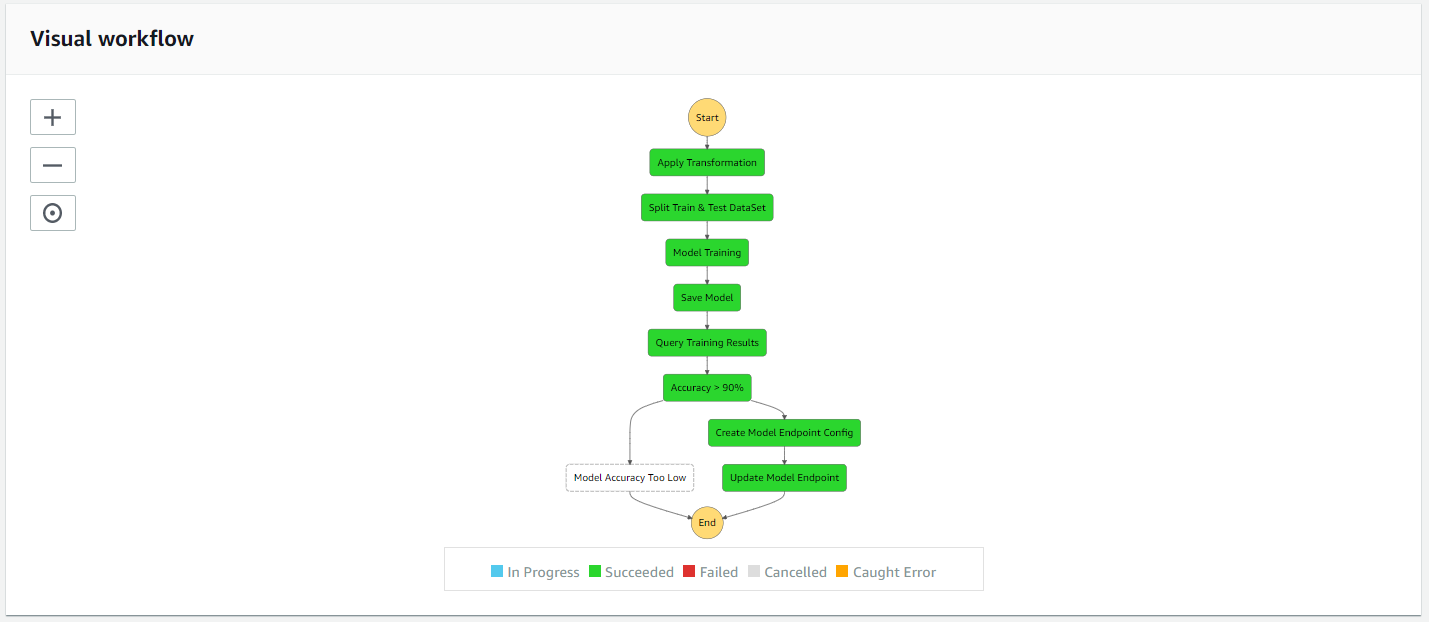 Visual workflow
Start
Apply Transformation
Split Train & Test DataSet
Model Training
Save Model
Query Training Results
Accuracy > 90%
Create Model Endpoint Config
Model Accuracy Too Low
Update Model Endpoint
End
In Progress Succeeded Failed Cancelled Caught Error